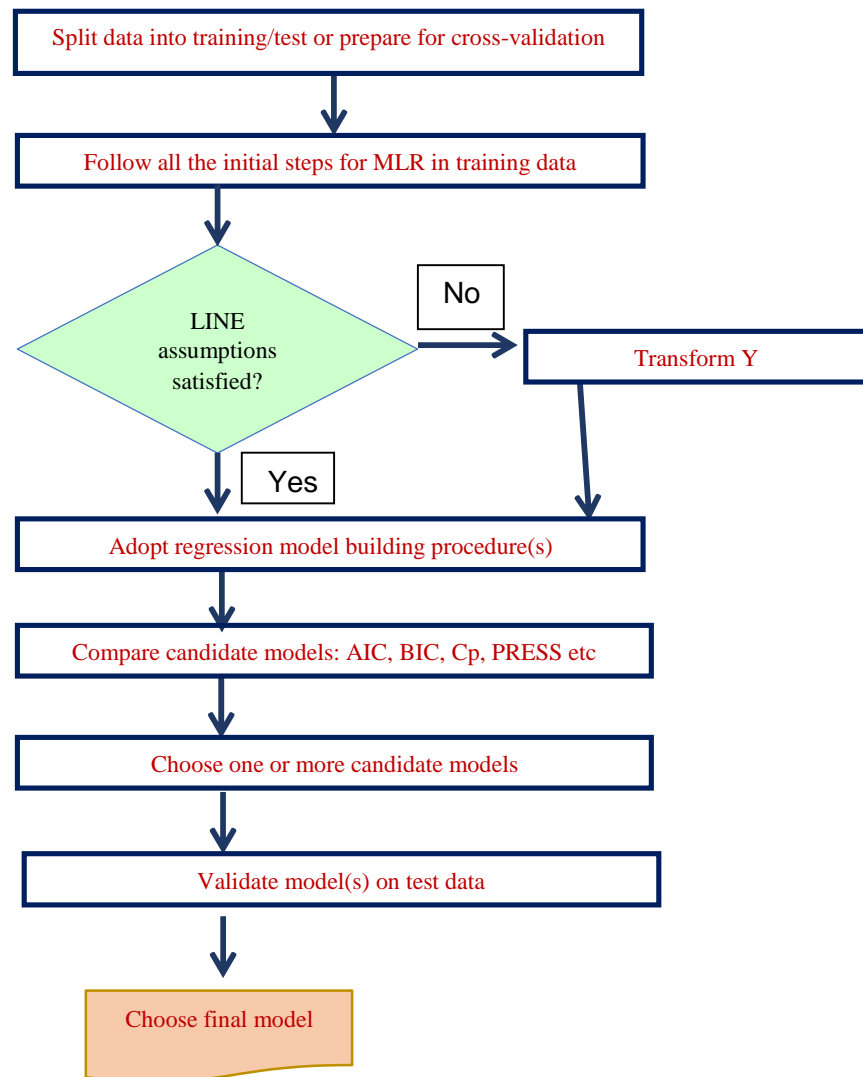 Split data into training/test or prepare for cross-validation
Follow all the initial steps for MLR in training data
LINE
assumptions
satisfied?
No
Transform Y
Yes
Adopt regression model building procedure(s)
Compare candidate models: AIC, BIC, Cp, PRESS etc
Choose one or more candidate models
Validate model(s) on test data
Choose final model